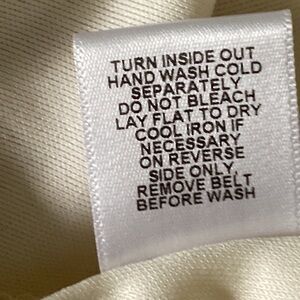 TURN INSIDE OUT
HAND WASH COLD
SEPARATELY
DO NOT BLEACH
LAY FLAT TO DRY
COOL IRON IF
NECESSARY
ON REVERSE
SIDE ONLY
REMOVE BELT
BEFORE WASH